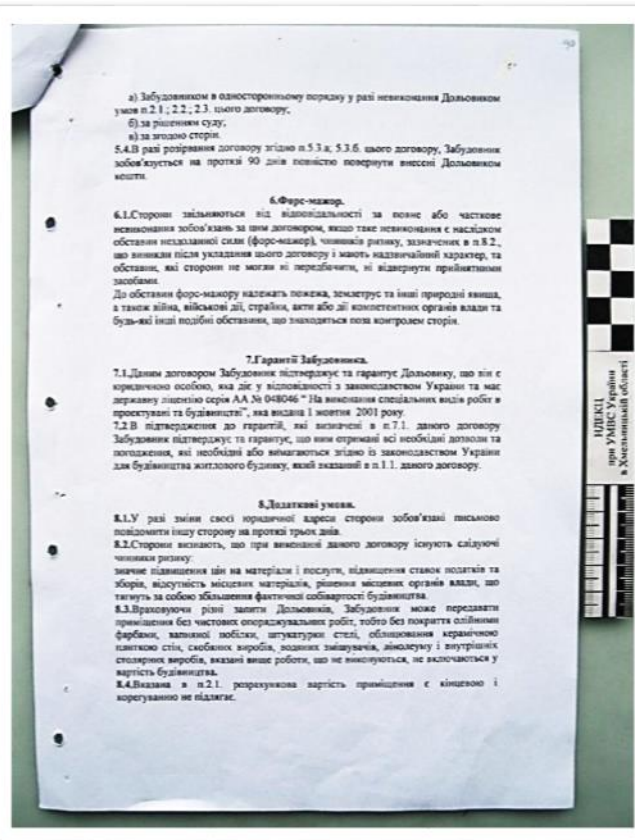 а) Забудовником в односторонньому порядку у разі невиконання Дольовиком
умов п.2.1.; 2.2.; 2.3. цього договору;
б) за рішенням суду;
в) за згодою сторін.
5.4.В разі розірвання договору згідно п.5.3.а; 5.3.б. цього договору, Забудовник
зобов'язується на протязі 90 днів повністю повернути внесені Дольовиком
кошти.
6.Форс-мажор.
6.1.Сторони звільняються від відповідальності за повне або часткове
невиконання зобов'язань за цим договором, якщо таке невиконання є наслідком
обставин нездоланної сили (форс-мажор), чинників ризику, зазначених в п.8.2.,
що виникли після укладання цього договору і мають надзвичайний характер, та
обставин, які сторони не могли ні передбачити, ні відвернути прийнятними
засобами.
До обставин форс-мажору належать пожежа, землетрус та інші природні явища,
а також війна, військові дії, страйки, акти або дії компетентних органів влади та
будь-які інші подібні обставини, що знаходяться поза контролем сторін.
7.Гарантії Забудовника.
7.1.Даним договором Забудовник підтверджує та гарантує Дольовику, що він є
юридичною особою, яка діє у відповідності з законодавством України та має
державну ліцензію серія АА № 048046 " На виконання спеціальних видів робіт в
проектувані та будівництві", яка видана 1 жовтня 2001 року.
7.2 В підтвердження до гарантій, які визначені в п.7.1. даного договору
Забудовник підтверджує та гарантує, що ним отримані всі необхідні дозволи та
погодження, які необхідні або вимагаються згідно із законодавством України
для будівництва житлового будинку, який вказаний в п.1.1. даного договору.
8.Додаткові умови.
8.1.У разі зміни своєї юридичної адреси сторони зобов'язані письмово
повідомити іншу сторону на протязі трьох днів.
8.2.Сторони визнають, що при виконанні даного договору існують слідуючі
чинники ризику:
значне підвищення цін на матеріали і послуги, підвищення ставок податків та
зборів, відсутність місцевих матеріалів, рішення місцевих органів влади, що
тягнуть за собою збільшення фактичної собівартості будівництва.
8.3.Враховуючи різні запити Дольовиків, Забудовник може передавати
приміщення без чистових опоряджувальних робіт, тобто без покриття олійними
фарбами, вапняної побілки, штукатурки стелі, облицювання керамічною
плиткою стін, скобяних виробів, водяних змішувачів, лінолеуму і внутрішніх
столярних виробів, вказані вище роботи, що не виконуються, не включаються у
вартість будівництва.
8.4.Вказана в п.2.1. розрахункова вартість приміщення є кінцевою і
корегуванню не підлягає.
НДЕКЦ
при УМВС України
в Хмельницькій області